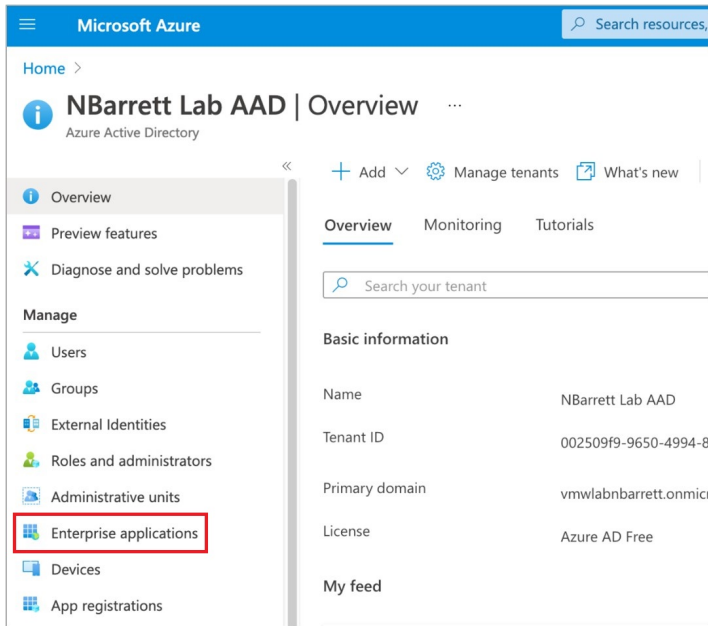 Microsoft Azure
Search resources,
Home >
NBarrett Lab AAD | Overview ...
Azure Active Directory
«
Add
Manage tenants
What's new
Overview
Preview features
Diagnose and solve problems
Manage
Users
Groups
External Identities
Roles and administrators
Administrative units
Enterprise applications
Devices
App registrations
Overview
Monitoring
Tutorials
Search your tenant
Basic information
Name
NBarrett Lab AAD
Tenant ID
002509f9-9650-4994-8
Primary domain
vmwlabnbarrett.onmic
License
Azure AD Free
My feed